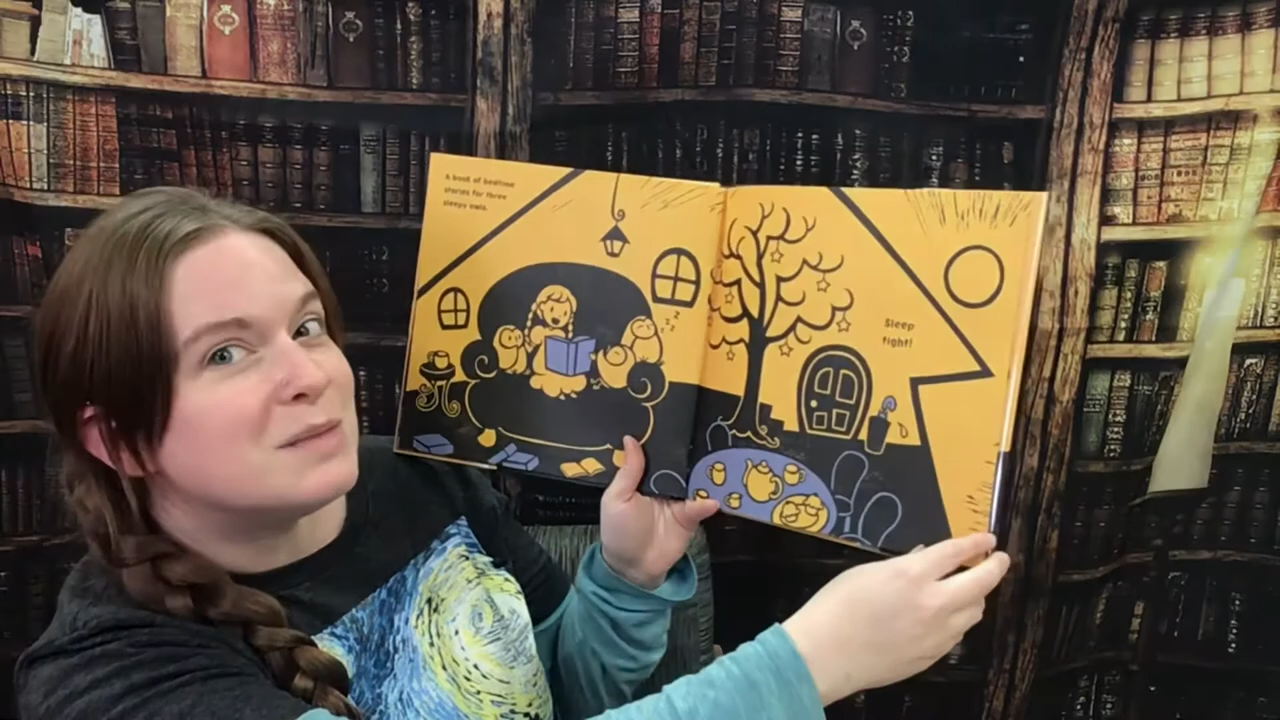 A book of bedtime
stories for three
sleepy owls.
z
z
z
Sleep
tight!